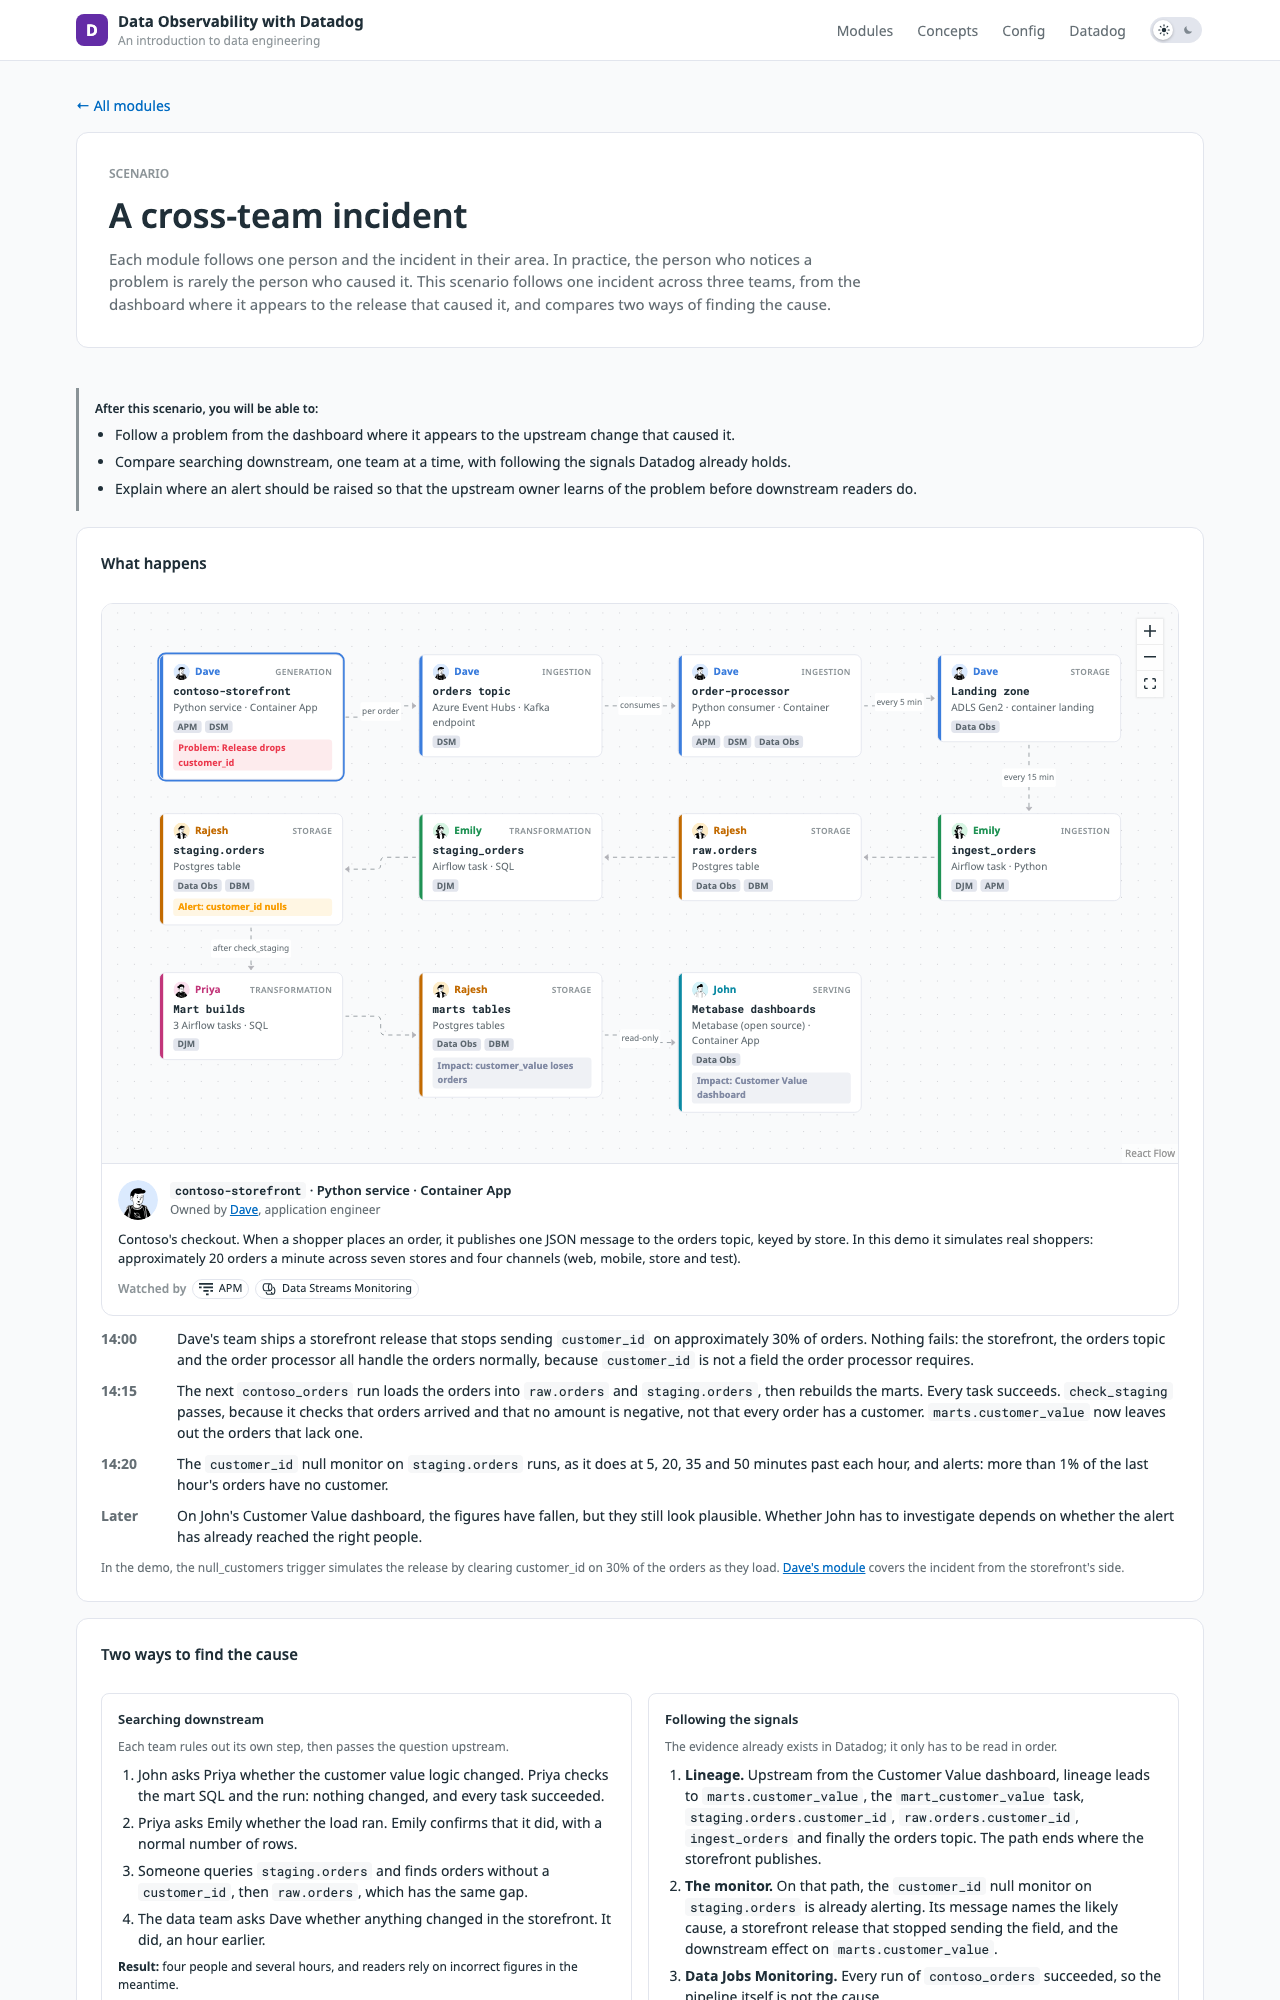 D
Data Observability with Datadog
An introduction to data engineering
Modules
Concepts
Config
Datadog
← All modules
SCENARIO
A cross-team incident
Each module follows one person and the incident in their area. In practice, the person who notices a
problem is rarely the person who caused it. This scenario follows one incident across three teams, from the
dashboard where it appears to the release that caused it, and compares two ways of finding the cause.
After this scenario, you will be able to:
• Follow a problem from the dashboard where it appears to the upstream change that caused it.
• Compare searching downstream, one team at a time, with following the signals Datadog already holds.
• Explain where an alert should be raised so that the upstream owner learns of the problem before downstream readers do.
What happens
Dave GENERATION
contoso-storefront
Python service · Container App
APM DSM
Problem: Release drops
customer_id
per order
Dave INGESTION
orders topic
Azure Event Hubs · Kafka
endpoint
DSM
consumes
Dave INGESTION
order-processor
Python consumer · Container
App
APM DSM Data Obs
every 5 min
Dave STORAGE
Landing zone
ADLS Gen2 · container landing
Data Obs
every 15 min
Rajesh STORAGE
staging.orders
Postgres table
Data Obs DBM
Alert: customer_id nulls
Emily TRANSFORMATION
staging_orders
Airflow task · SQL
DJM
Rajesh STORAGE
raw.orders
Postgres table
Data Obs DBM
Emily INGESTION
ingest_orders
Airflow task · Python
DJM APM
after check_staging
Priya TRANSFORMATION
Mart builds
3 Airflow tasks · SQL
DJM
Rajesh STORAGE
marts tables
Postgres tables
Data Obs DBM
Impact: customer_value loses
orders
read-only
John SERVING
Metabase dashboards
Metabase (open source) ·
Container App
Data Obs
Impact: Customer Value
dashboard
React Flow
contoso-storefront · Python service · Container App
Owned by Dave, application engineer
Contoso's checkout. When a shopper places an order, it publishes one JSON message to the orders topic, keyed by store. In this demo it simulates real shoppers:
approximately 20 orders a minute across seven stores and four channels (web, mobile, store and test).
Watched by APM Data Streams Monitoring
14:00 Dave's team ships a storefront release that stops sending customer_id on approximately 30% of orders. Nothing fails: the storefront, the orders topic
and the order processor all handle the orders normally, because customer_id is not a field the order processor requires.
14:15 The next contoso_orders run loads the orders into raw.orders and staging.orders, then rebuilds the marts. Every task succeeds. check_staging
passes, because it checks that orders arrived and that no amount is negative, not that every order has a customer. marts.customer_value now leaves
out the orders that lack one.
14:20 The customer_id null monitor on staging.orders runs, as it does at 5, 20, 35 and 50 minutes past each hour, and alerts: more than 1% of the last
hour's orders have no customer.
Later On John's Customer Value dashboard, the figures have fallen, but they still look plausible. Whether John has to investigate depends on whether the alert
has already reached the right people.
In the demo, the null_customers trigger simulates the release by clearing customer_id on 30% of the orders as they load. Dave's module covers the incident from the storefront's side.
Two ways to find the cause
Searching downstream
Each team rules out its own step, then passes the question upstream.
1. John asks Priya whether the customer value logic changed. Priya checks
the mart SQL and the run: nothing changed, and every task succeeded.
2. Priya asks Emily whether the load ran. Emily confirms that it did, with a
normal number of rows.
3. Someone queries staging.orders and finds orders without a
customer_id, then raw.orders, which has the same gap.
4. The data team asks Dave whether anything changed in the storefront. It
did, an hour earlier.
Result: four people and several hours, and readers rely on incorrect figures in the
meantime.
Following the signals
The evidence already exists in Datadog; it only has to be read in order.
1. Lineage. Upstream from the Customer Value dashboard, lineage leads
to marts.customer_value, the mart_customer_value task,
staging.orders.customer_id, raw.orders.customer_id,
ingest_orders and finally the orders topic. The path ends where the
storefront publishes.
2. The monitor. On that path, the customer_id null monitor on
staging.orders is already alerting. Its message names the likely
cause, a storefront release that stopped sending the field, and the
downstream effect on marts.customer_value.
3. Data Jobs Monitoring. Every run of contoso_orders succeeded, so the
pipeline itself is not the cause.